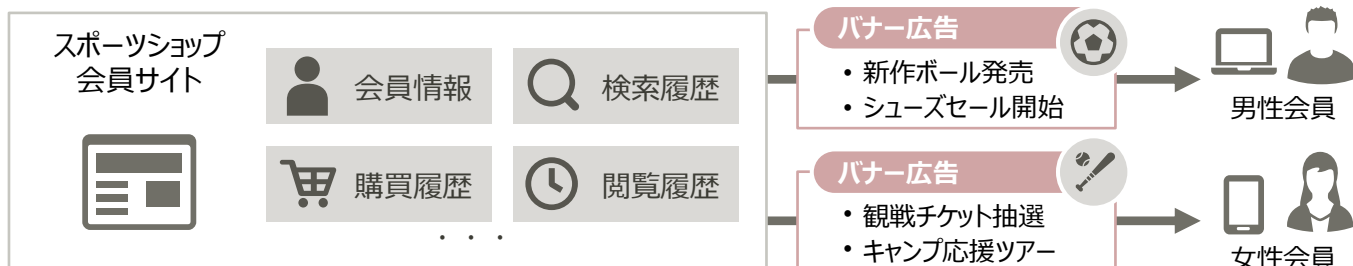 スポーツショップ
会員サイト
会員情報
検索履歴
購買履歴
閲覧履歴
・・・
バナー広告
・新作ボール発売
・シューズセール開始
男性会員
バナー広告
・観戦チケット抽選
・キャンプ応援ツアー
女性会員